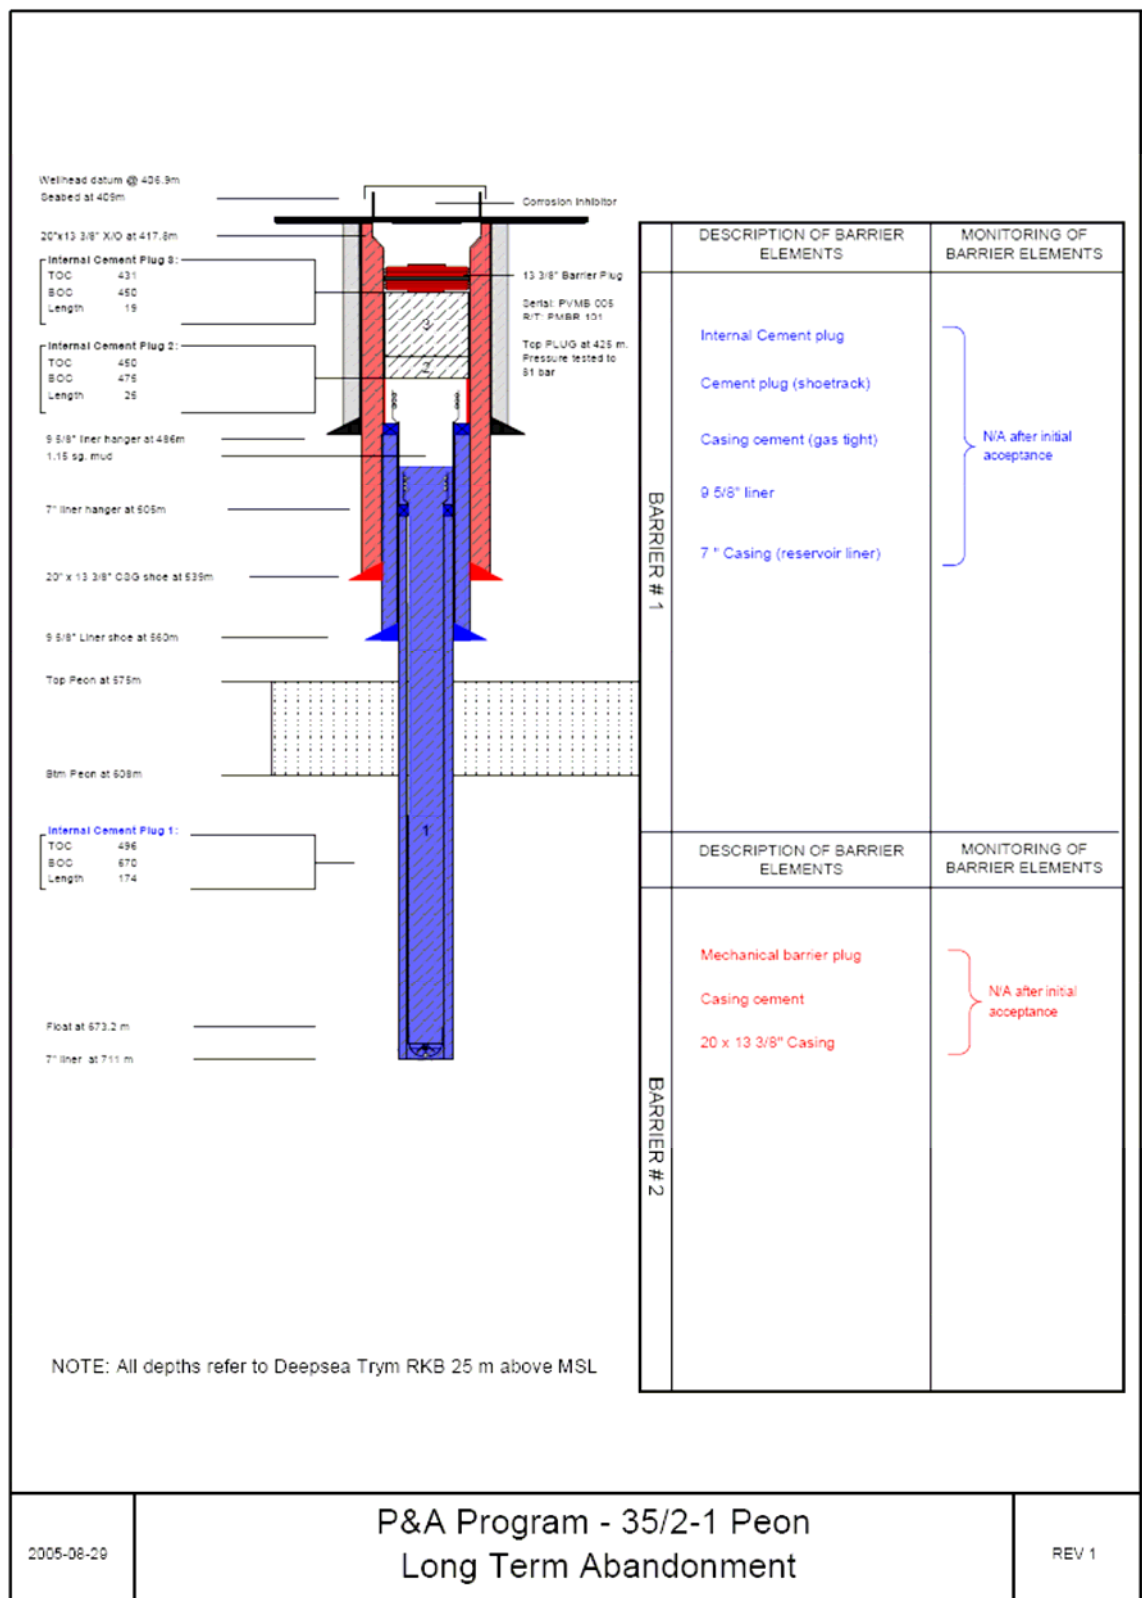 Wellhead datum @ 406.9m
Seabed at 409m
20"x13 3/8" X/O at 417.8m
Internal Cement Plug 3:
TOC 431
BOC 450
Length 19
Internal Cement Plug 2:
TOC 450
BOC 475
Length 25
9 5/8" liner hanger at 486m
1.15 sg. mud
7" liner hanger at 505m
20" x 13 3/8" CSG shoe at 539m
9 5/8" Liner shoe at 560m
Top Peon at 575m
Btm Peon at 608m
Internal Cement Plug 1:
TOC 496
BOC 670
Length 174
Float at 673.2 m
7" liner at 711 m
Corrosion Inhibitor
13 3/8" Barrier Plug
Serial: PVMB 005
R/T: PMBR 101
Top PLUG at 425 m.
Pressure tested to
81 bar
3
2
1
DESCRIPTION OF BARRIER
ELEMENTS
MONITORING OF
BARRIER ELEMENTS
BARRIER # 1
Internal Cement plug
Cement plug (shoetrack)
Casing cement (gas tight)
9 5/8" liner
7 " Casing (reservoir liner)
N/A after initial
acceptance
DESCRIPTION OF BARRIER
ELEMENTS
MONITORING OF
BARRIER ELEMENTS
BARRIER # 2
Mechanical barrier plug
Casing cement
20 x 13 3/8" Casing
N/A after initial
acceptance
NOTE: All depths refer to Deepsea Trym RKB 25 m above MSL
2005-08-29
P&A Program - 35/2-1 Peon
Long Term Abandonment
REV 1